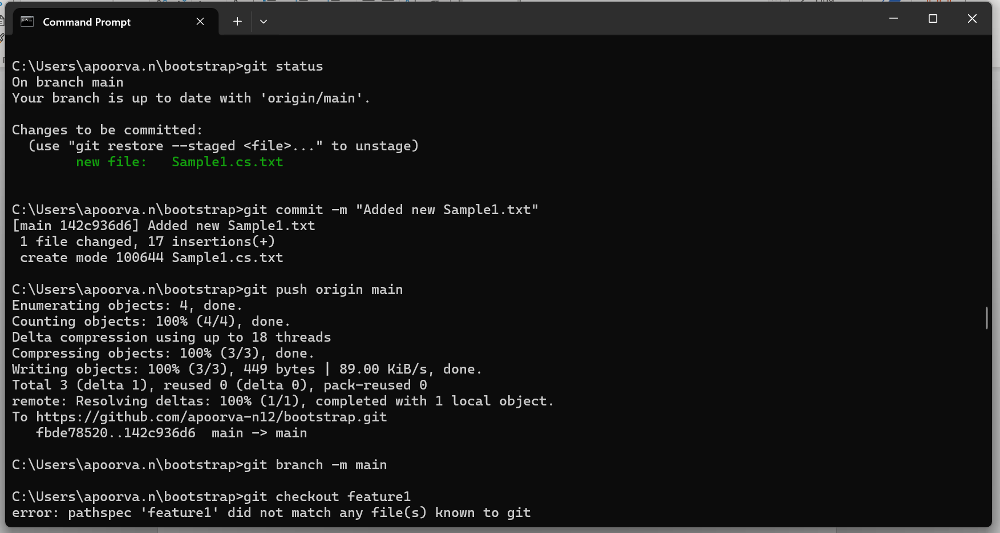 Command Prompt
C:\Users\apoorva.n\bootstrap>git status
On branch main
Your branch is up to date with 'origin/main'.
Changes to be committed:
  (use "git restore --staged <file>..." to unstage)
        new file:   Sample1.cs.txt
C:\Users\apoorva.n\bootstrap>git commit -m "Added new Sample1.txt"
[main 142c936d6] Added new Sample1.txt
 1 file changed, 17 insertions(+)
 create mode 100644 Sample1.cs.txt
C:\Users\apoorva.n\bootstrap>git push origin main
Enumerating objects: 4, done.
Counting objects: 100% (4/4), done.
Delta compression using up to 18 threads
Compressing objects: 100% (3/3), done.
Writing objects: 100% (3/3), 449 bytes | 89.00 KiB/s, done.
Total 3 (delta 1), reused 0 (delta 0), pack-reused 0
remote: Resolving deltas: 100% (1/1), completed with 1 local object.
To https://github.com/apoorva-n12/bootstrap.git
   fbde78520..142c936d6  main -> main
C:\Users\apoorva.n\bootstrap>git branch -m main
C:\Users\apoorva.n\bootstrap>git checkout feature1
error: pathspec 'feature1' did not match any file(s) known to git